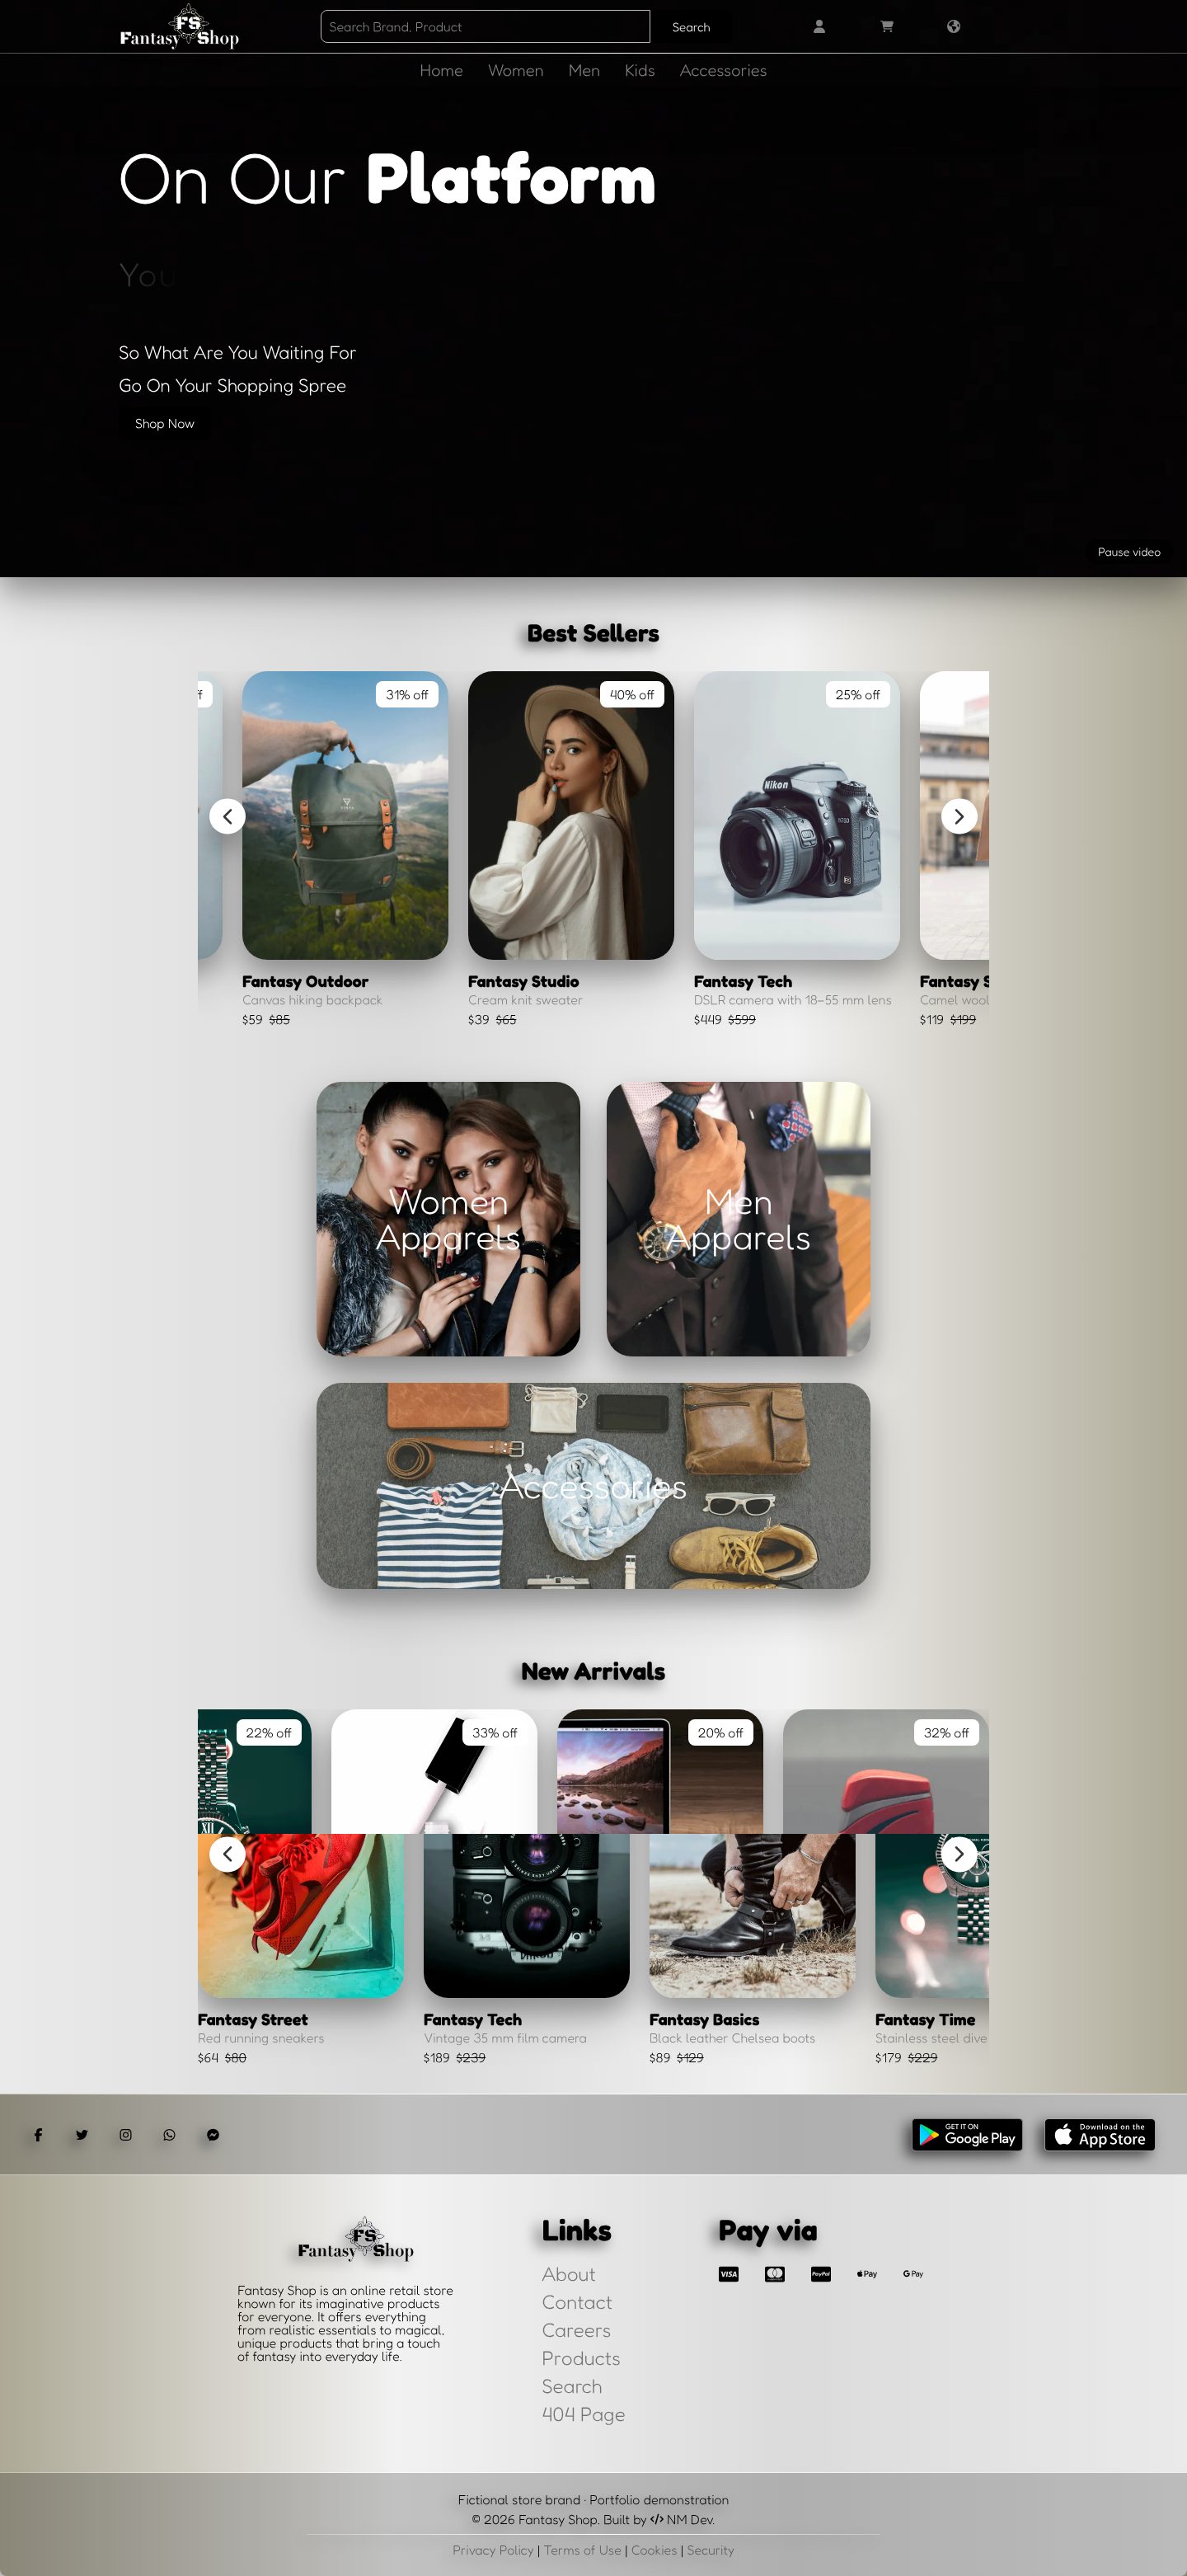 FS
Fantasy Shop
Search Brand, Product
Search
Home Women Men Kids Accessories
On Our Platform
You
So What Are You Waiting For
Go On Your Shopping Spree
Shop Now
Pause video
Best Sellers
ff
31% off
40% off
25% off
Nikon
Fantasy Outdoor
Canvas hiking backpack
$59 $85
Fantasy Studio
Cream knit sweater
$39 $65
Fantasy Tech
DSLR camera with 18–55 mm lens
$449 $599
Fantasy S
Camel wool
$119 $199
Women
Apparels
Men
Apparels
Accessories
New Arrivals
22% off
33% off
20% off
32% off
Fantasy Street
Red running sneakers
$64 $80
Fantasy Tech
Vintage 35 mm film camera
$189 $239
Fantasy Basics
Black leather Chelsea boots
$89 $129
Fantasy Time
Stainless steel dive
$179 $229
GET IT ON
Google Play
Download on the
App Store
FS
Fantasy Shop
Fantasy Shop is an online retail store
known for its imaginative products
for everyone. It offers everything
from realistic essentials to magical,
unique products that bring a touch
of fantasy into everyday life.
Links
About
Contact
Careers
Products
Search
404 Page
Pay via
VISA
PayPal
Pay
G Pay
Fictional store brand · Portfolio demonstration
© 2026 Fantasy Shop. Built by </> NM Dev.
Privacy Policy | Terms of Use | Cookies | Security